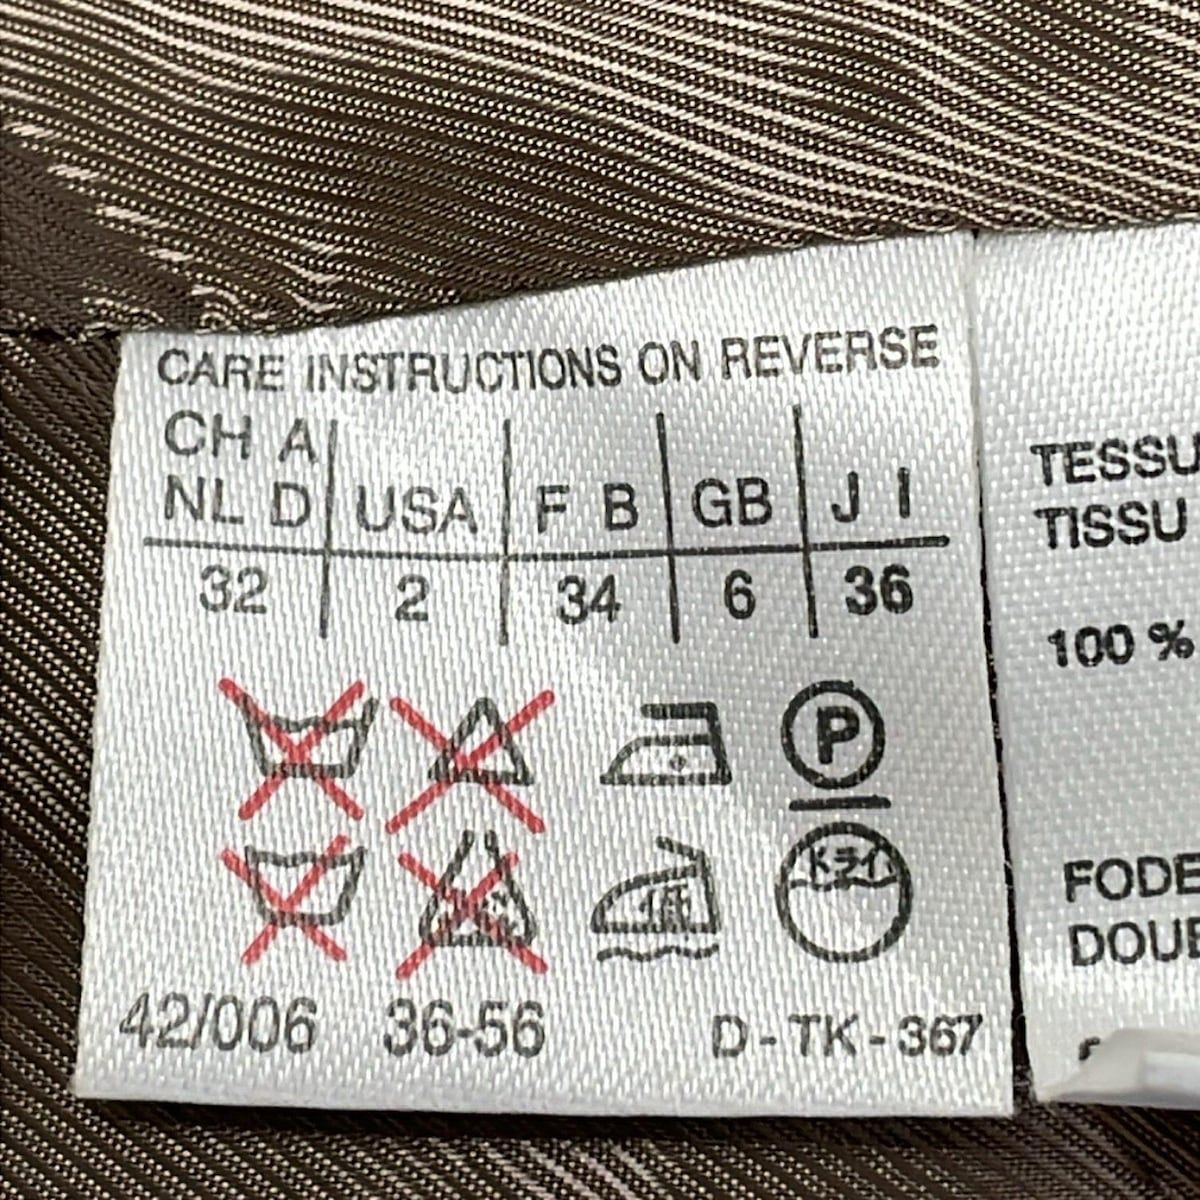 CARE INSTRUCTIONS ON REVERSE
CH A
NL D USA F B GB J I
32 2 34 6 36
P
ドライ
低
42/006 36-56 D-TK-367
TESSU
TISSU
100 %
FODE
DOUB